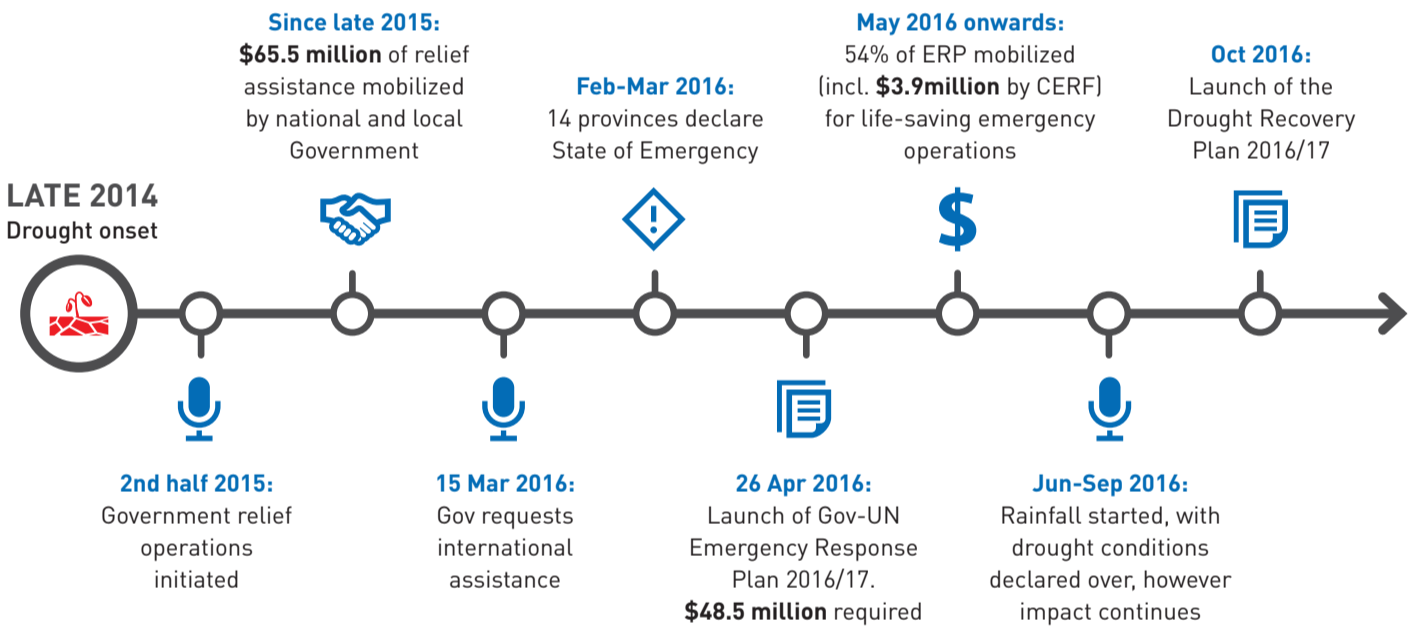 LATE 2014
Drought onset
2nd half 2015:
Government relief
operations
initiated
Since late 2015:
$65.5 million of relief
assistance mobilized
by national and local
Government
15 Mar 2016:
Gov requests
international
assistance
Feb-Mar 2016:
14 provinces declare
State of Emergency
26 Apr 2016:
Launch of Gov-UN
Emergency Response
Plan 2016/17.
$48.5 million required
May 2016 onwards:
54% of ERP mobilized
(incl. $3.9million by CERF)
for life-saving emergency
operations
$
Jun-Sep 2016:
Rainfall started, with
drought conditions
declared over, however
impact continues
Oct 2016:
Launch of the
Drought Recovery
Plan 2016/17